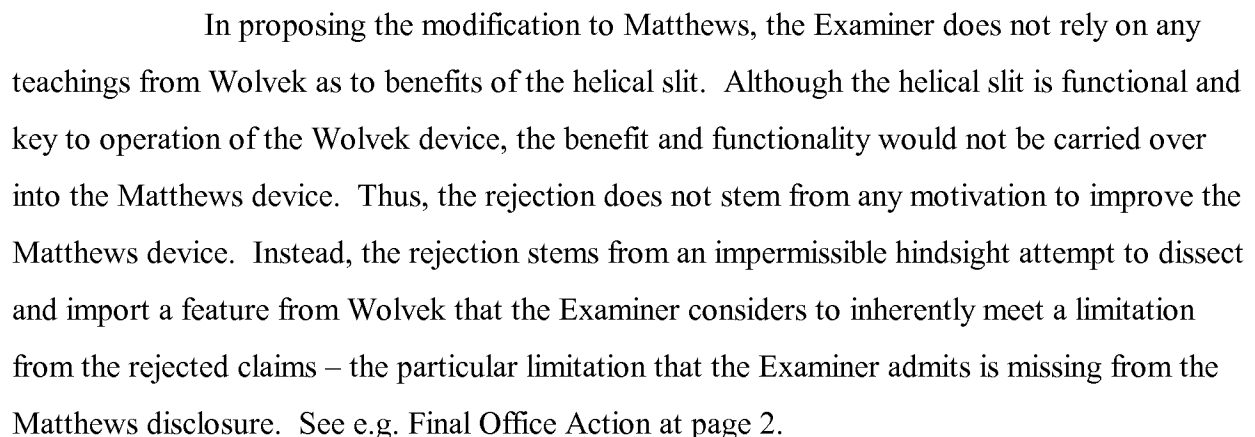 In proposing the modification to Matthews, the Examiner does not rely on any
teachings from Wolvek as to benefits of the helical slit.  Although the helical slit is functional and
key to operation of the Wolvek device, the benefit and functionality would not be carried over
into the Matthews device.  Thus, the rejection does not stem from any motivation to improve the
Matthews device.  Instead, the rejection stems from an impermissible hindsight attempt to dissect
and import a feature from Wolvek that the Examiner considers to inherently meet a limitation
from the rejected claims – the particular limitation that the Examiner admits is missing from the
Matthews disclosure.  See e.g. Final Office Action at page 2.